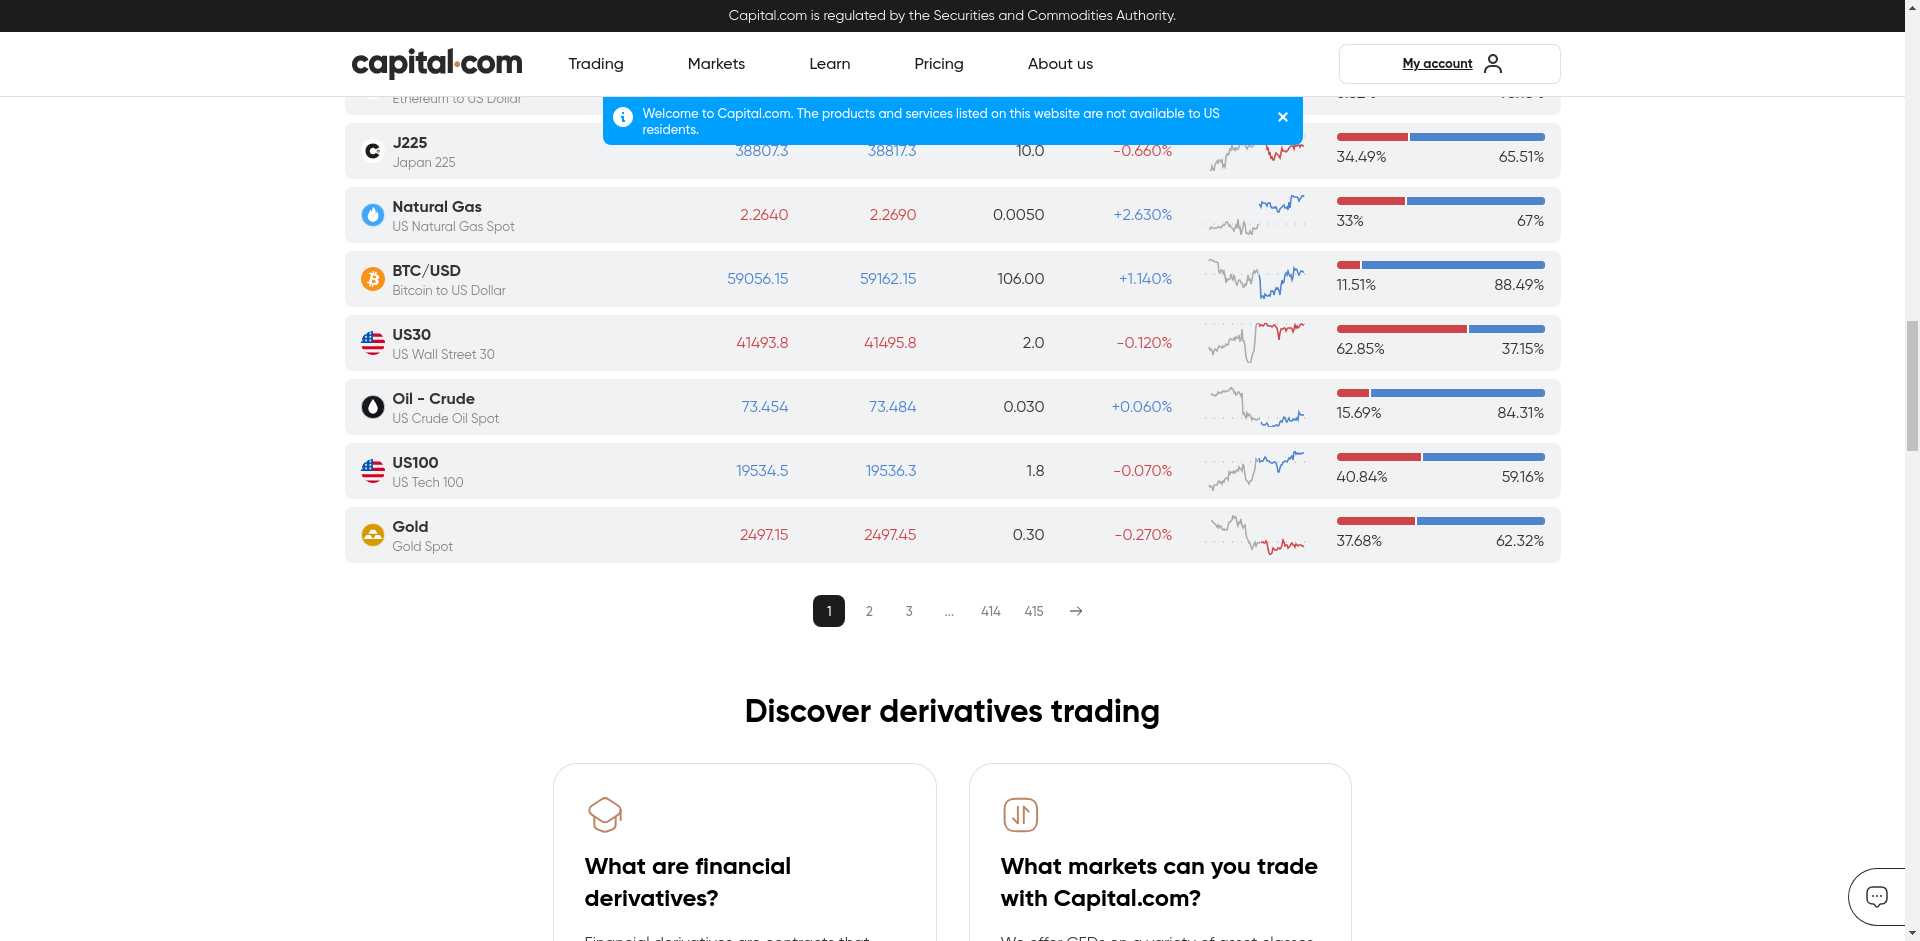 Capital.com is regulated by the Securities and Commodities Authority.
capital.com
Trading
Markets
Learn
Pricing
About us
My account
Ethereum to US Dollar
Welcome to Capital.com. The products and services listed on this website are not available to US
residents.
J225
Japan 225
38807.3
38817.3
10.0
-0.660%
34.49%
65.51%
Natural Gas
US Natural Gas Spot
2.2640
2.2690
0.0050
+2.630%
33%
67%
BTC/USD
Bitcoin to US Dollar
59056.15
59162.15
106.00
+1.140%
11.51%
88.49%
US30
US Wall Street 30
41493.8
41495.8
2.0
-0.120%
62.85%
37.15%
Oil - Crude
US Crude Oil Spot
73.454
73.484
0.030
+0.060%
15.69%
84.31%
US100
US Tech 100
19534.5
19536.3
1.8
-0.070%
40.84%
59.16%
Gold
Gold Spot
2497.15
2497.45
0.30
-0.270%
37.68%
62.32%
1
2
3
...
414
415
Discover derivatives trading
What are financial
derivatives?
Financial derivatives are contracts that
What markets can you trade
with Capital.com?
We offer CFDs on a variety of asset classes